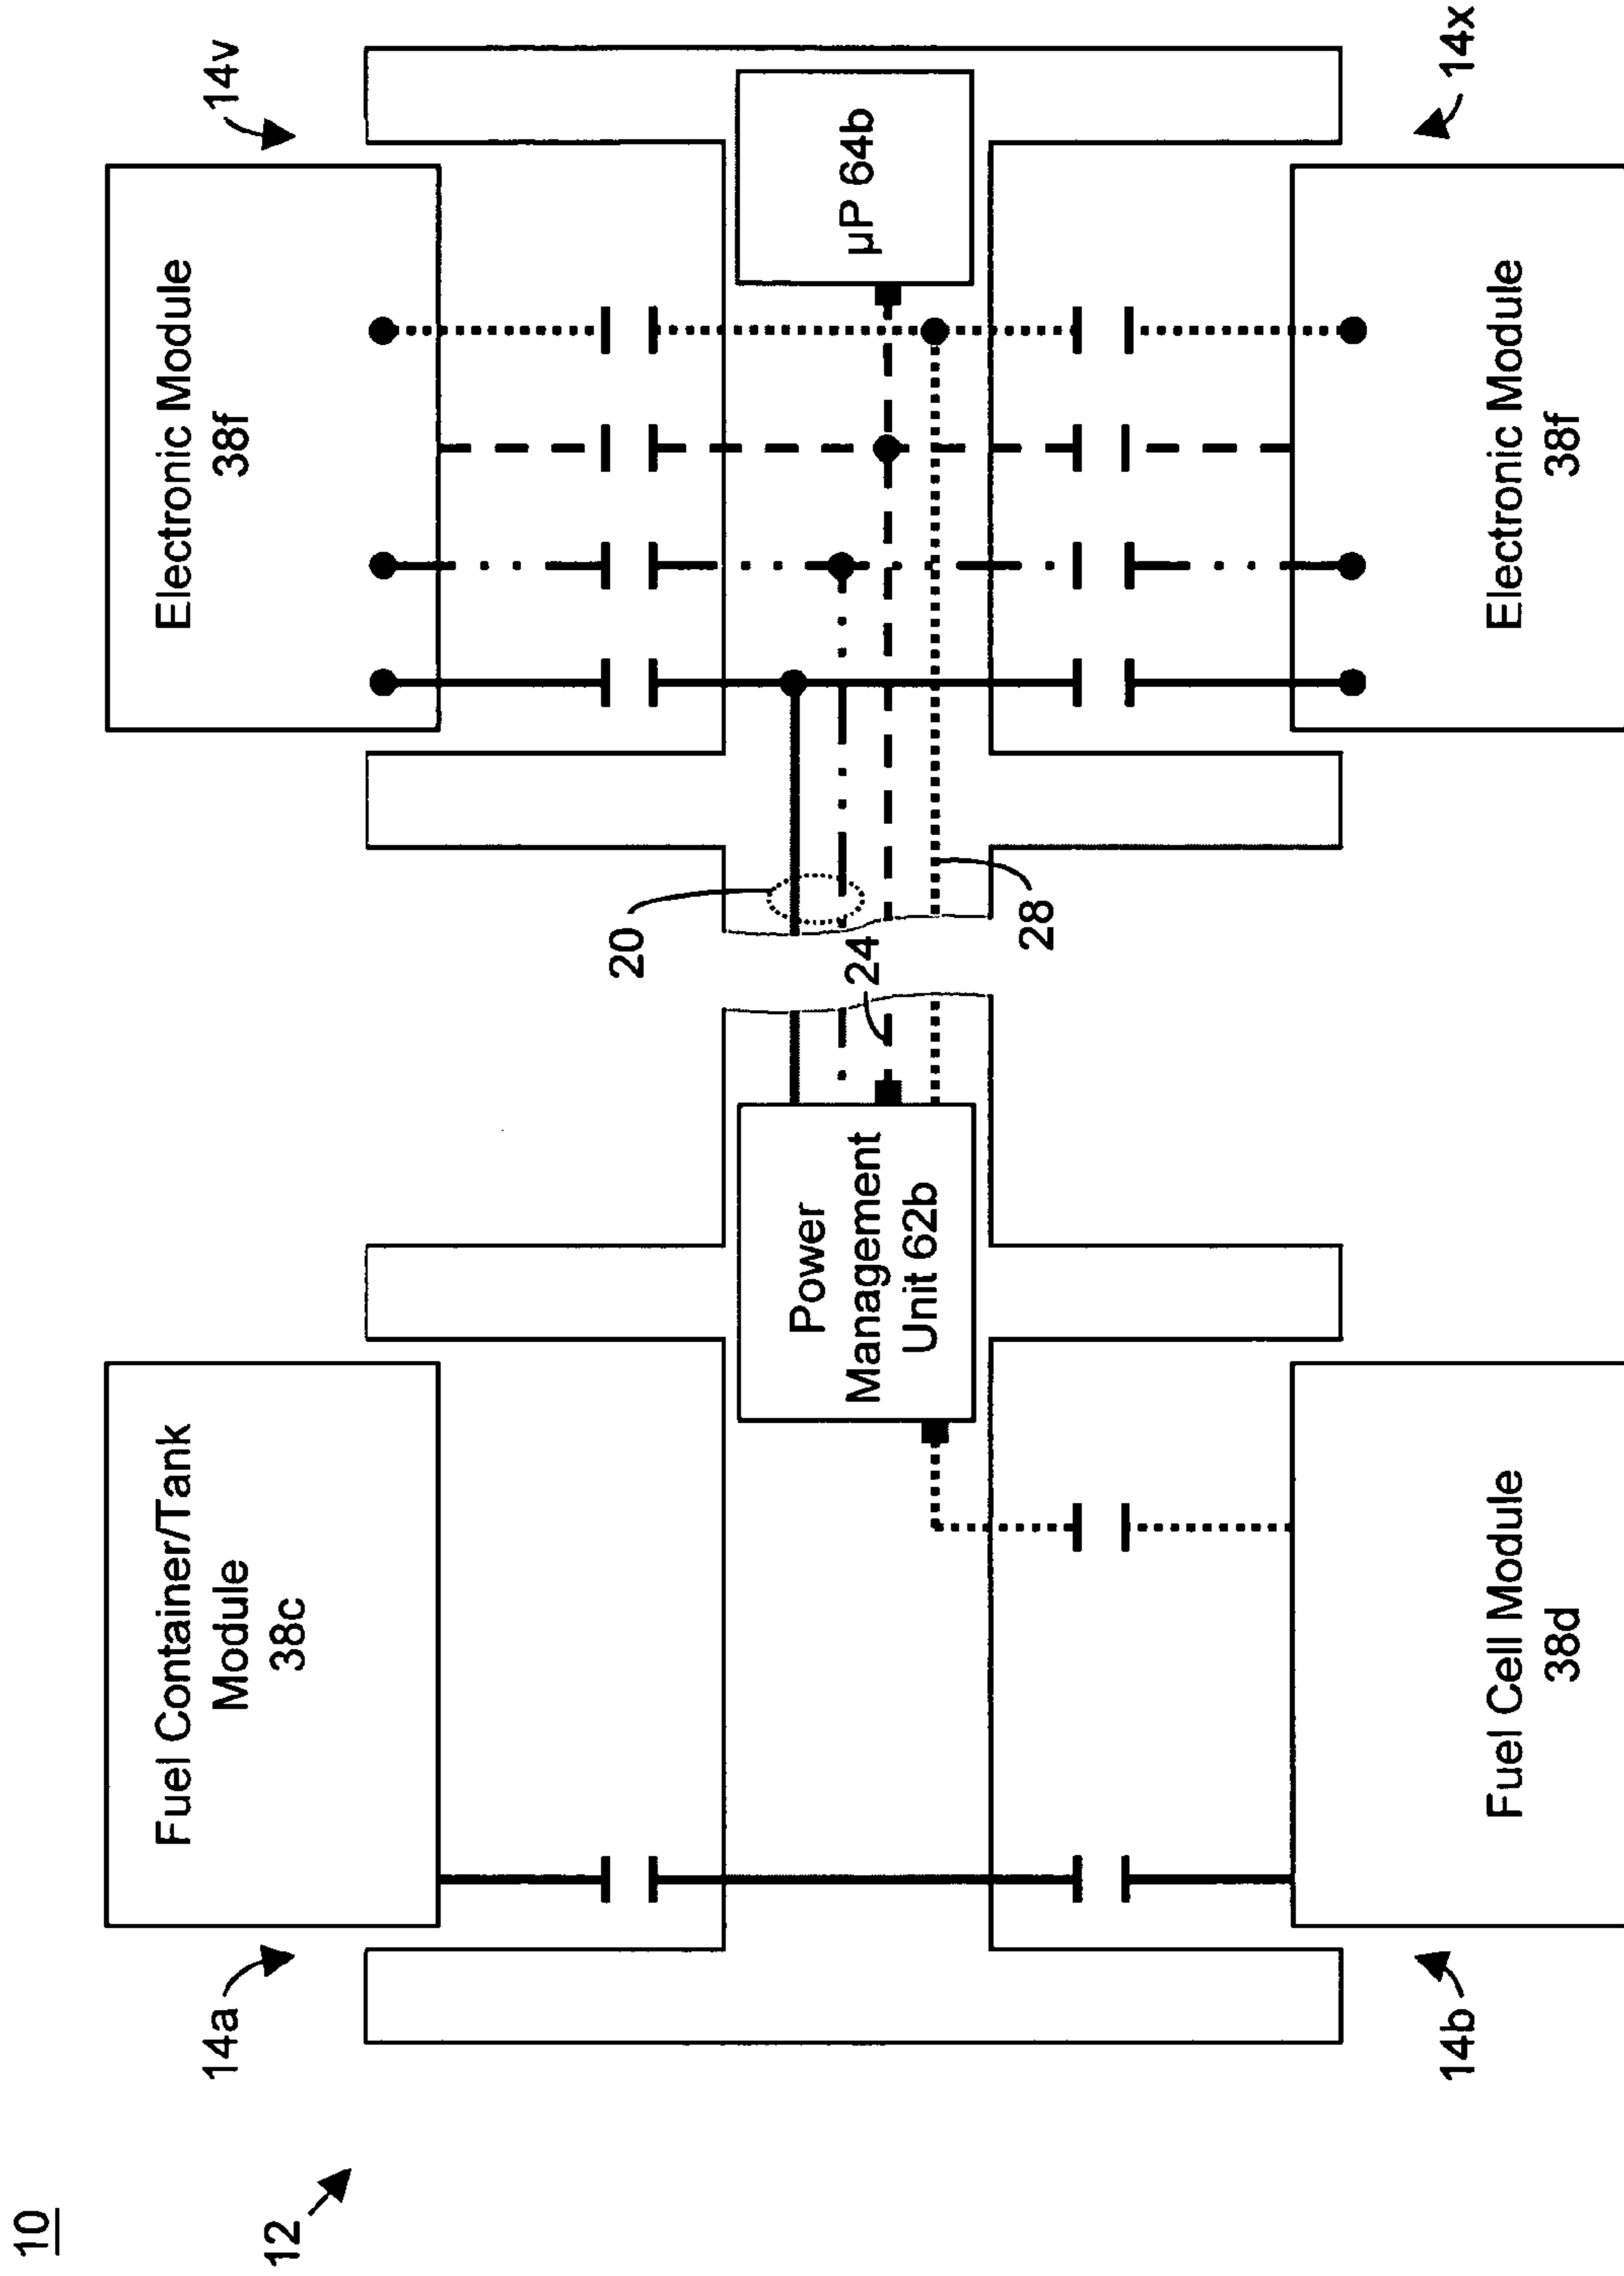 10
12
14a
Fuel Container/Tank
Module
38c
14v
Electronic Module
38f
20
24
28
Power
Management
Unit 62b
µP 64b
14b
Fuel Cell Module
38d
14x
Electronic Module
38f